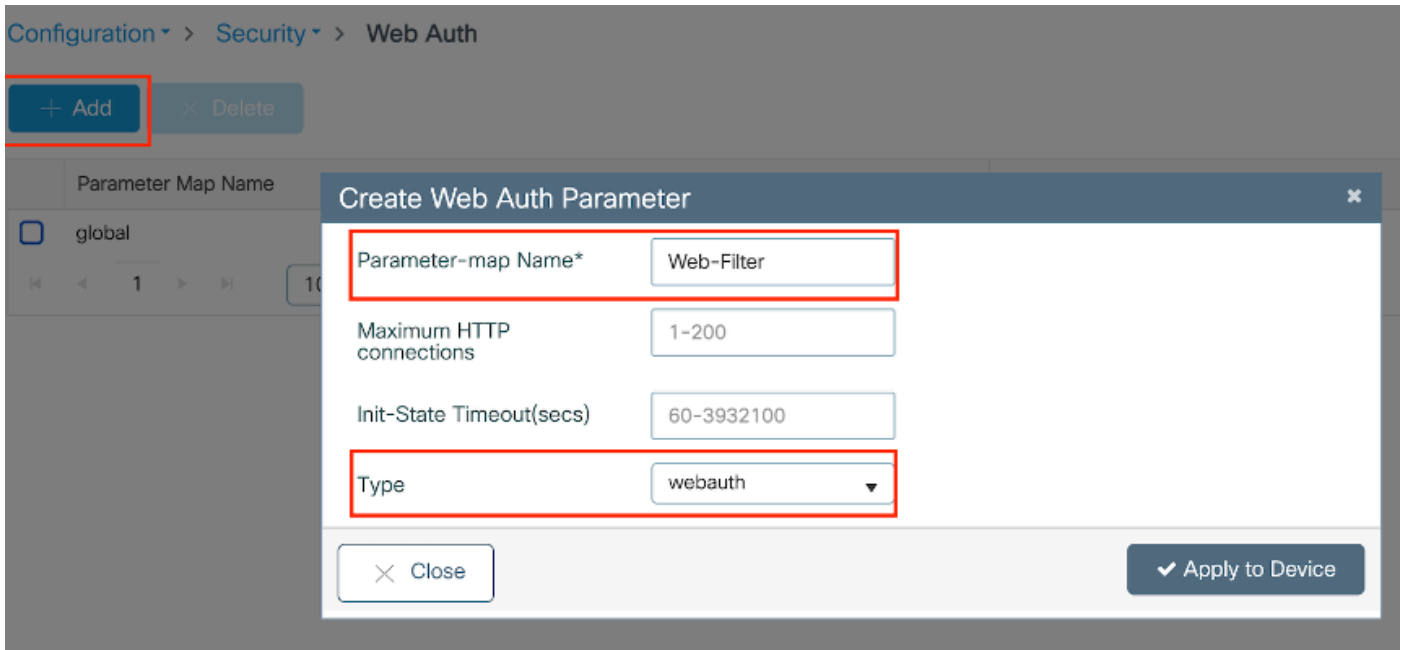 Configuration > Security > Web Auth
+ Add × Delete
Parameter Map Name
Create Web Auth Parameter ×
global
Parameter-map Name* Web-Filter
1 10
Maximum HTTP connections 1-200
Init-State Timeout(secs) 60-3932100
Type webauth
× Close ✔ Apply to Device